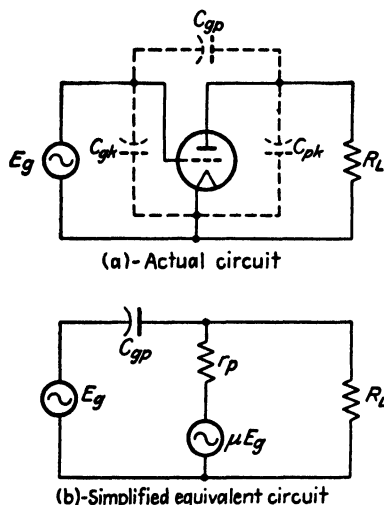 Cgp
Cgk
Cpk
Eg
RL
(a)-Actual circuit
Cgp
rp
Eg
RL
μEg
(b)-Simplified equivalent circuit